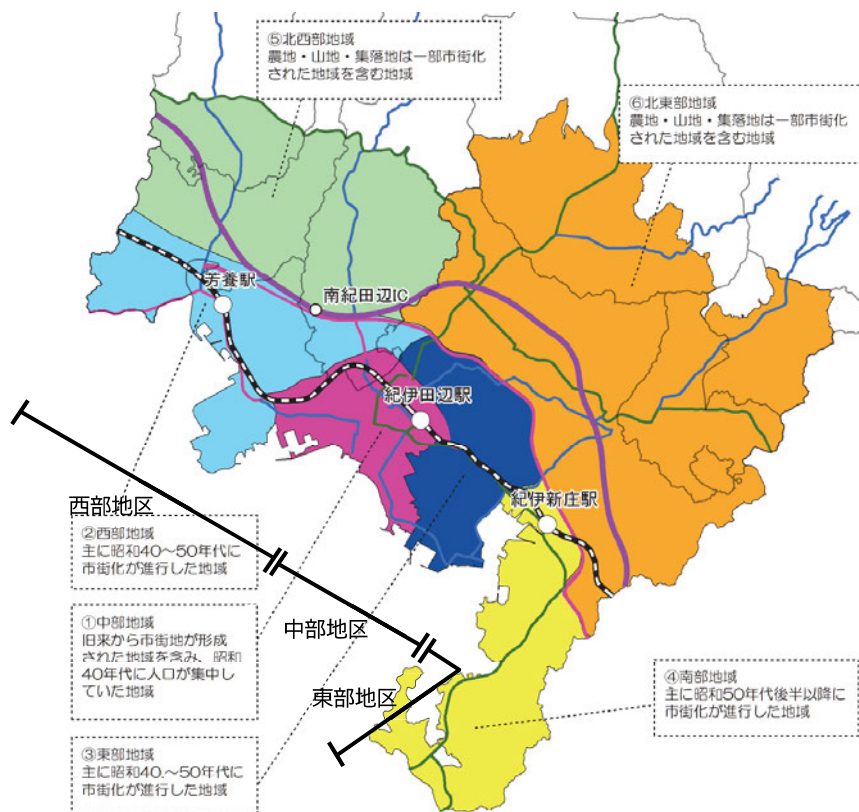 ⑤北西部地域
農地・山地・集落地は一部市街化
された地域を含む地域
⑥北東部地域
農地・山地・集落地は一部市街化
された地域を含む地域
芳養駅
南紀田辺IC
紀伊田辺駅
紀伊新庄駅
西部地区
②西部地域
主に昭和40～50年代に
市街化が進行した地域
①中部地域
旧来から市街地が形成
された地域を含み、昭和
40年代に人口が集中し
ていた地域
中部地区
東部地区
④南部地域
主に昭和50年代後半以降に
市街化が進行した地域
③東部地域
主に昭和40.～50年代に
市街化が進行した地域